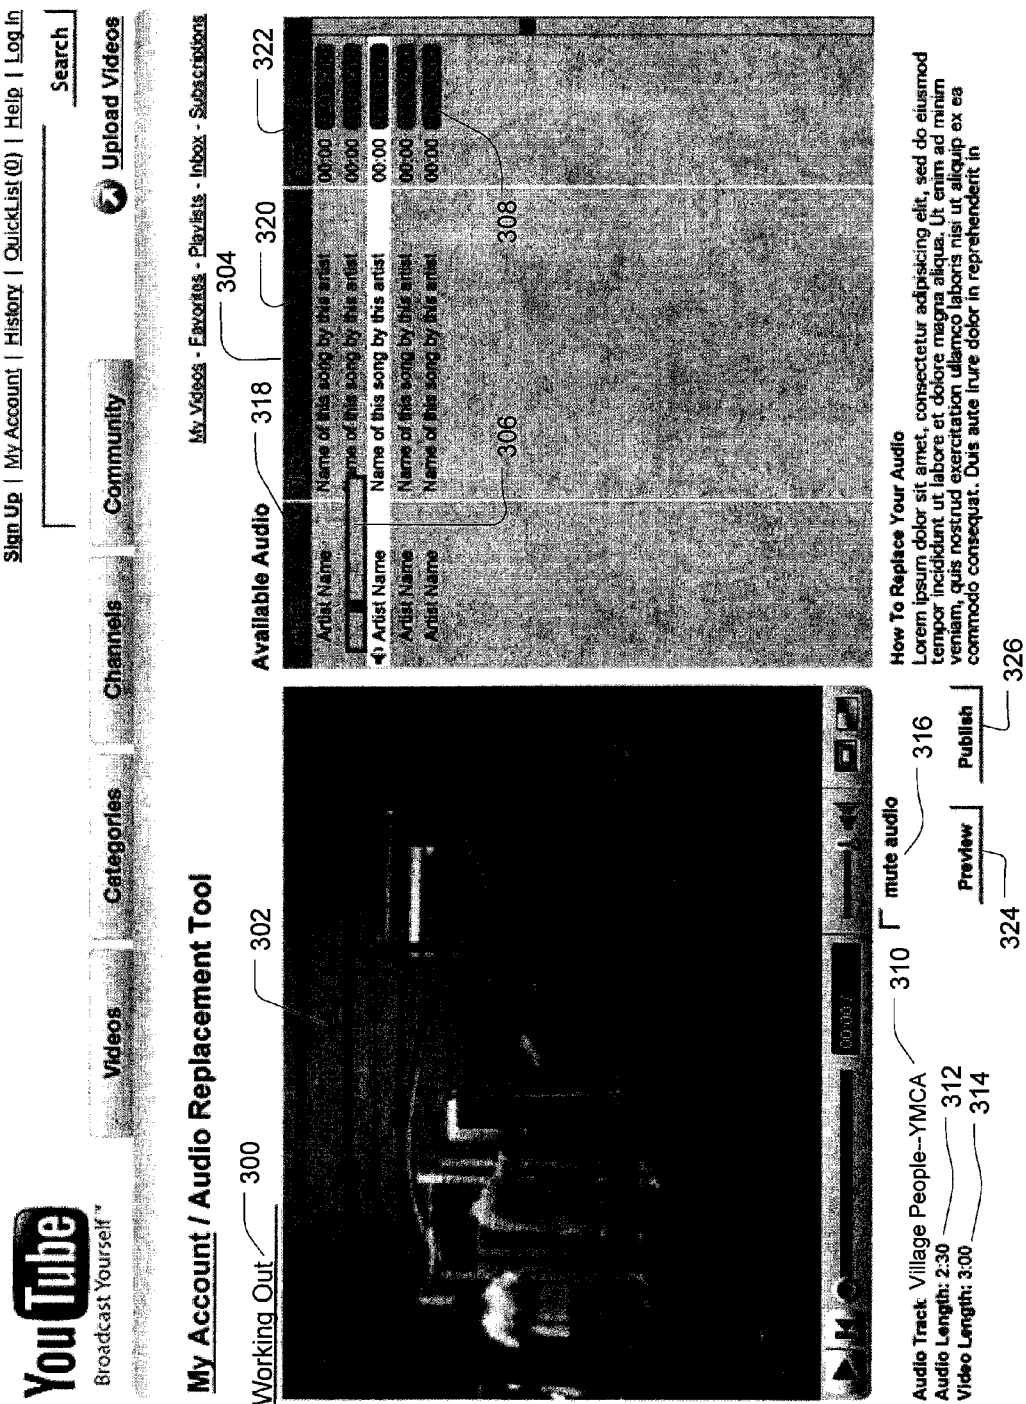 YouTube
Broadcast Yourself™
Sign Up | My Account | History | QuickList (0) | Help | Log In
Search
Videos
Categories
Channels
Community
Upload Videos
My Account / Audio Replacement Tool
My Videos - Favorites - Playlists - Inbox - Subscriptions
Working Out
300
302
Available Audio
318
304
320
322
Artist Name Name of this song by this artist 00:00
me of this song by this artist 00:00
Artist Name Name of this song by this artist 00:00
Artist Name Name of this song by this artist 00:00
Artist Name Name of this song by this artist 00:00
306
308
Audio Track: Village People--YMCA
310
Audio Length: 2:30
312
Video Length: 3:00
314
mute audio
316
Preview
324
Publish
326
How To Replace Your Audio
Lorem ipsum dolor sit amet, consectetur adipisicing elit, sed do eiusmod
tempor incididunt ut labore et dolore magna aliqua. Ut enim ad minim
veniam, quis nostrud exercitation ullamco laboris nisi ut aliquip ex ea
commodo consequat. Duis aute irure dolor in reprehenderit in